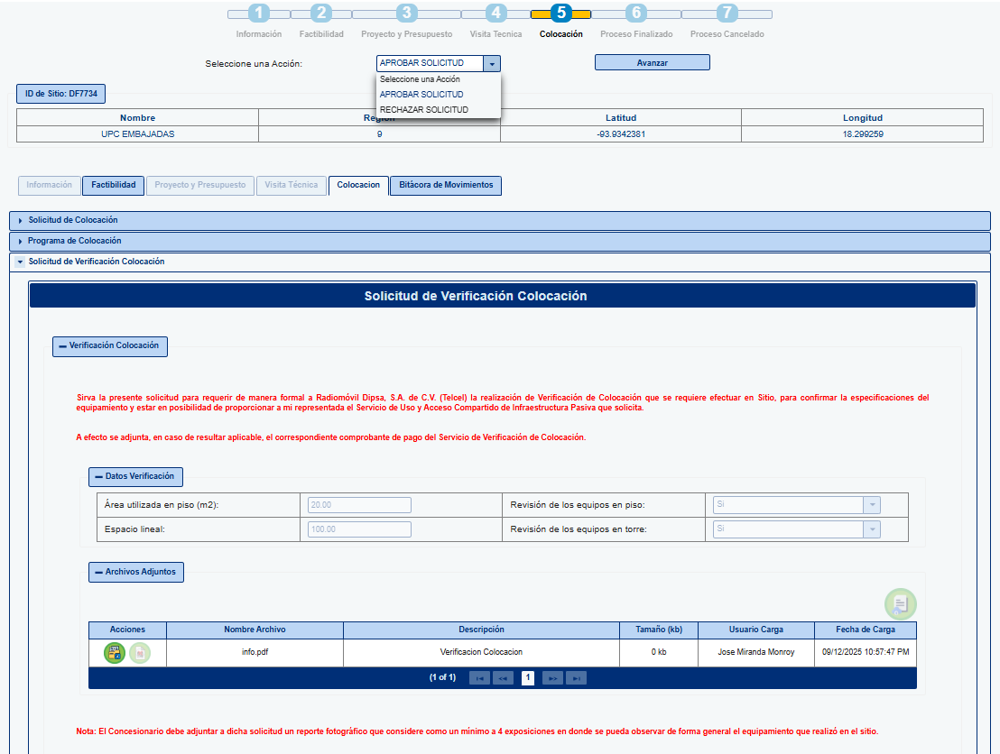 1 2 3 4 5 6 7
Información Factibilidad Proyecto y Presupuesto Visita Tecnica Colocación Proceso Finalizado Proceso Cancelado
Seleccione una Acción: APROBAR SOLICITUD Avanzar
Seleccione una Acción
APROBAR SOLICITUD
RECHAZAR SOLICITUD
ID de Sitio: DF7734
Nombre Región Latitud Longitud
UPC EMBAJADAS 9 -93.9342381 18.299259
Información Factibilidad Proyecto y Presupuesto Visita Técnica Colocacion Bitácora de Movimientos
Solicitud de Colocación
Programa de Colocación
Solicitud de Verificación Colocación
Solicitud de Verificación Colocación
Verificación Colocación
Sirva la presente solicitud para requerir de manera formal a Radiomóvil Dipsa, S.A. de C.V. (Telcel) la realización de Verificación de Colocación que se requiere efectuar en Sitio, para confirmar la especificaciones del
equipamiento y estar en posibilidad de proporcionar a mi representada el Servicio de Uso y Acceso Compartido de Infraestructura Pasiva que solicita.
A efecto se adjunta, en caso de resultar aplicable, el correspondiente comprobante de pago del Servicio de Verificación de Colocación.
Datos Verificación
Área utilizada en piso (m2): 20.00 Revisión de los equipos en piso: Si
Espacio lineal: 100.00 Revisión de los equipos en torre: Si
Archivos Adjuntos
Acciones Nombre Archivo Descripción Tamaño (kb) Usuario Carga Fecha de Carga
info.pdf Verificacion Colocacion 0 kb Jose Miranda Monroy 09/12/2025 10:57:47 PM
(1 of 1) 1
Nota: El Concesionario debe adjuntar a dicha solicitud un reporte fotográfico que considere como un mínimo a 4 exposiciones en donde se pueda observar de forma general el equipamiento que realizó en el sitio.